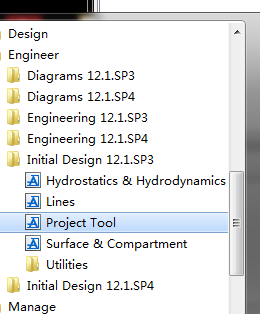 Design
Engineer
Diagrams 12.1.SP3
Diagrams 12.1.SP4
Engineering 12.1.SP3
Engineering 12.1.SP4
Initial Design 12.1.SP3
Hydrostatics & Hydrodynamics
Lines
Project Tool
Surface & Compartment
Utilities
Initial Design 12.1.SP4
Manage